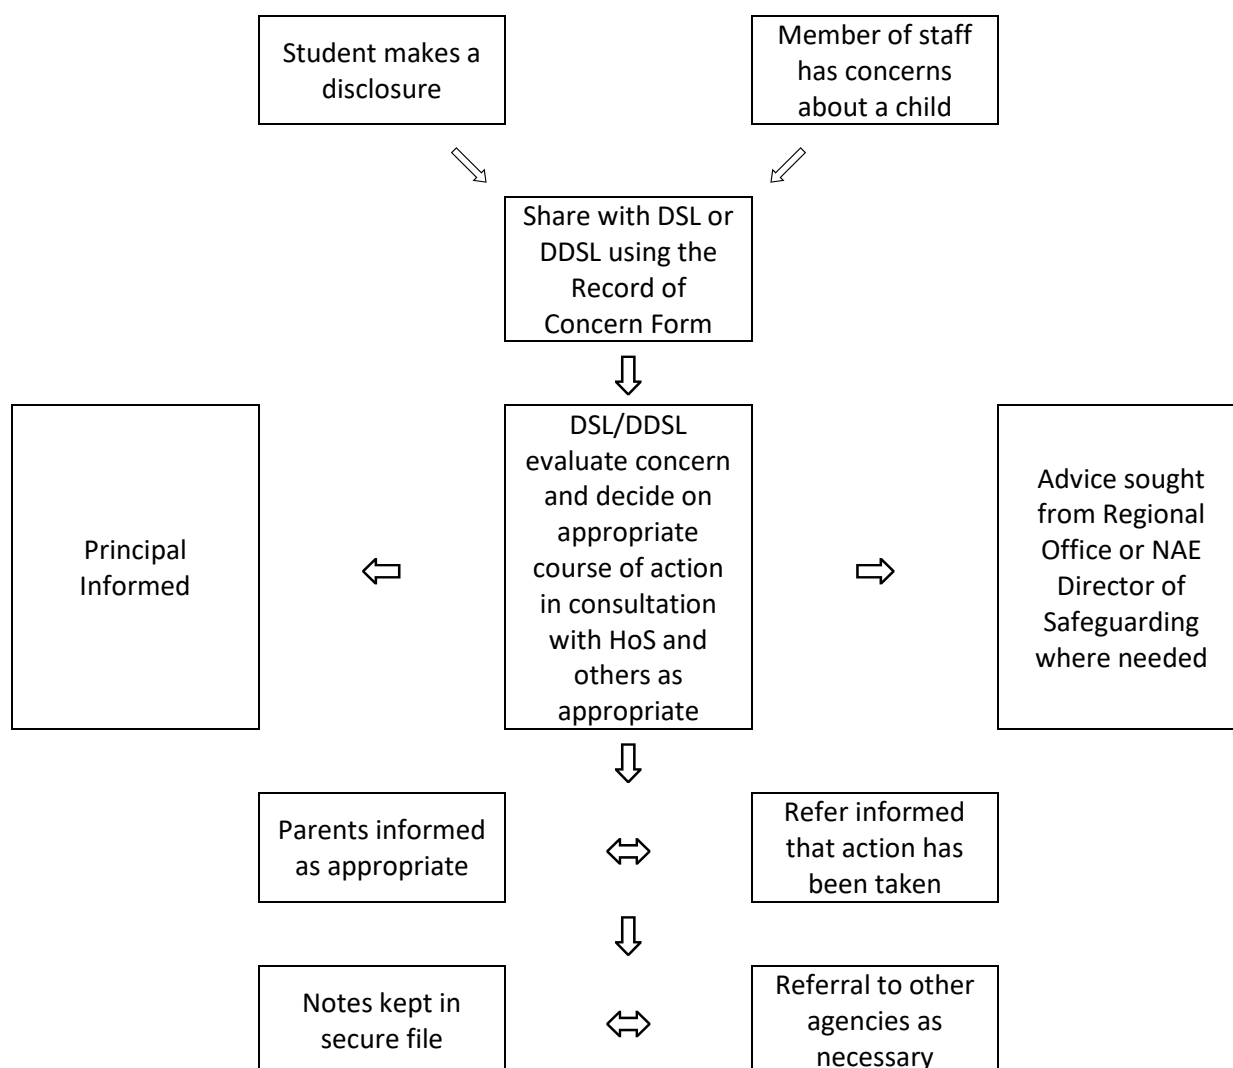 Student makes a
disclosure
Member of staff
has concerns
about a child
Share with DSL or
DDSL using the
Record of
Concern Form
Principal
Informed
DSL/DDSL
evaluate concern
and decide on
appropriate
course of action
in consultation
with HoS and
others as
appropriate
Advice sought
from Regional
Office or NAE
Director of
Safeguarding
where needed
Parents informed
as appropriate
Refer informed
that action has
been taken
Notes kept in
secure file
Referral to other
agencies as
necessary